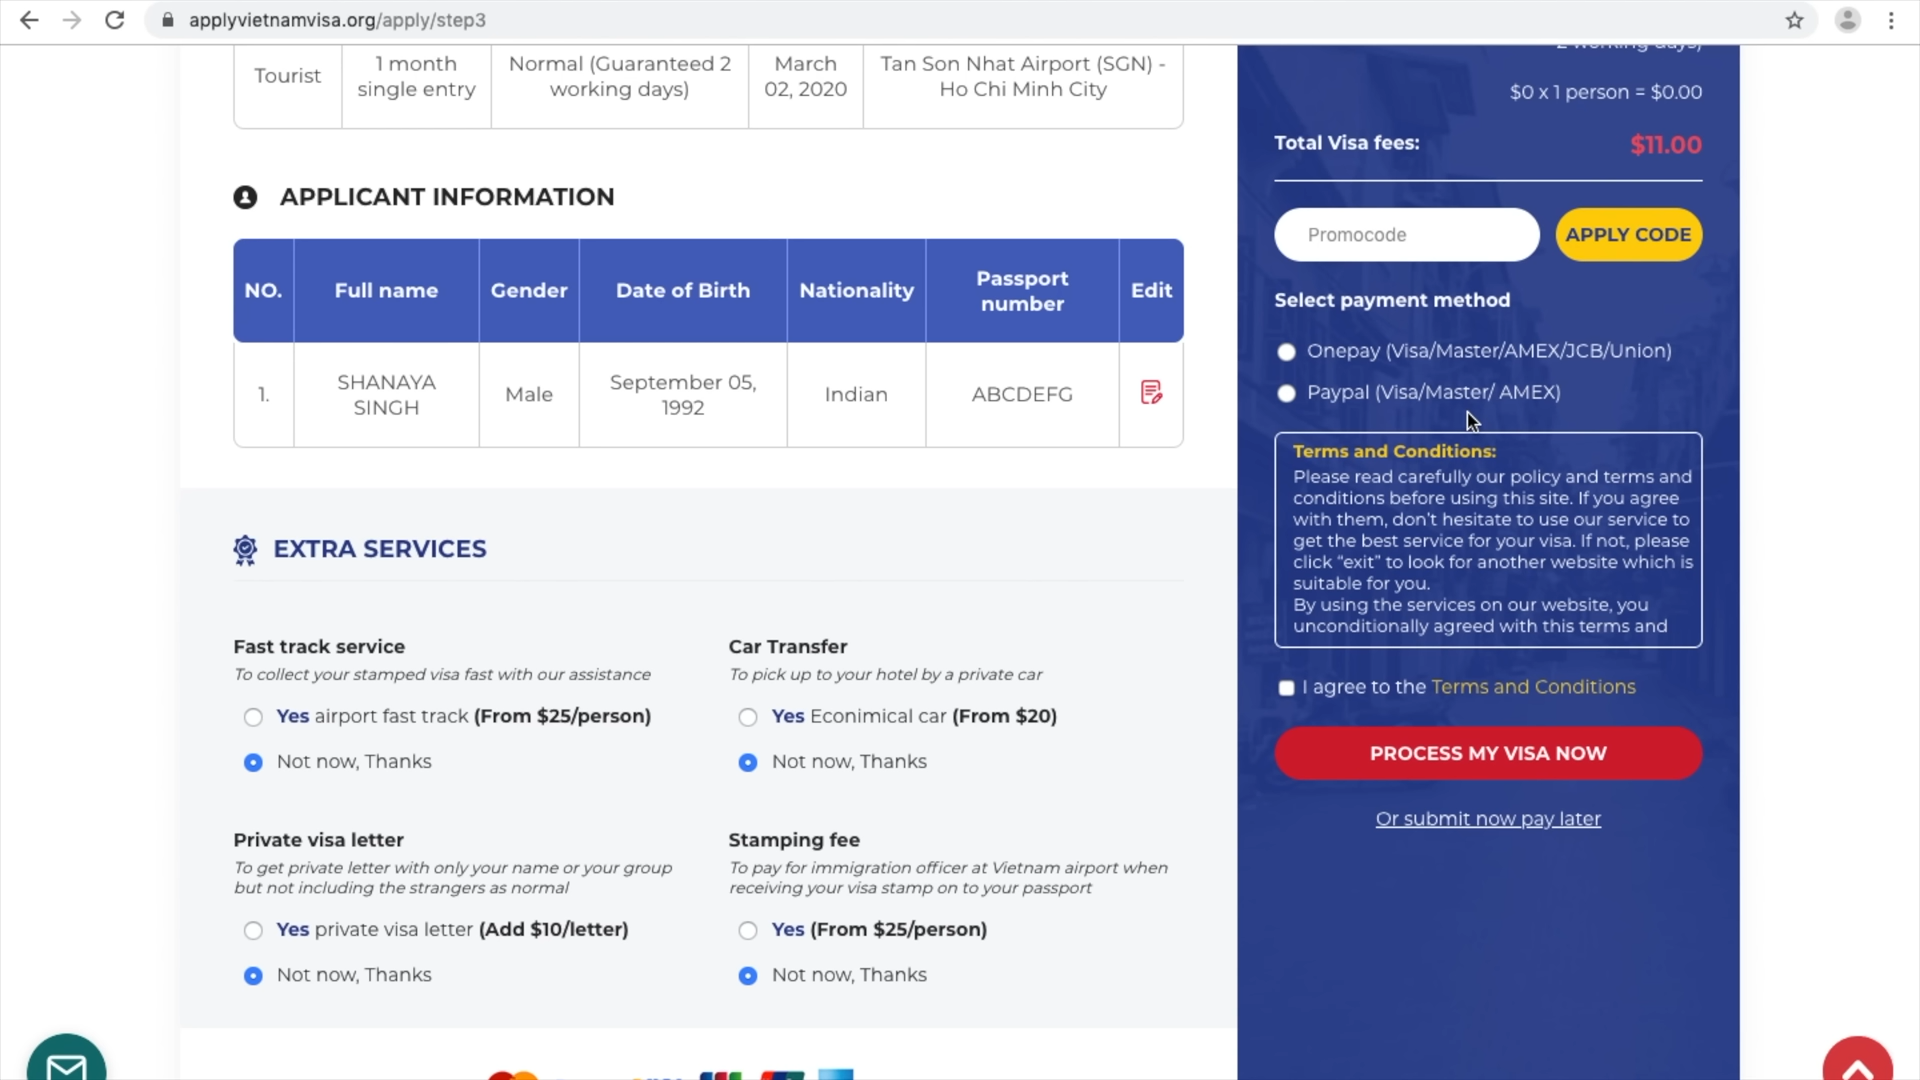 applyvietnamvisa.org/apply/step3
Tourist
1 month
single entry
Normal (Guaranteed 2
working days)
March
02, 2020
Tan Son Nhat Airport (SGN) -
Ho Chi Minh City
APPLICANT INFORMATION
NO.
Full name
Gender
Date of Birth
Nationality
Passport
number
Edit
1.
SHANAYA
SINGH
Male
September 05,
1992
Indian
ABCDEFG
EXTRA SERVICES
Fast track service
To collect your stamped visa fast with our assistance
Yes airport fast track (From $25/person)
Not now, Thanks
Car Transfer
To pick up to your hotel by a private car
Yes Econimical car (From $20)
Not now, Thanks
Private visa letter
To get private letter with only your name or your group
but not including the strangers as normal
Yes private visa letter (Add $10/letter)
Not now, Thanks
Stamping fee
To pay for immigration officer at Vietnam airport when
receiving your visa stamp on to your passport
Yes (From $25/person)
Not now, Thanks
2 working days)
$0 x 1 person = $0.00
Total Visa fees:
$11.00
Promocode
APPLY CODE
Select payment method
Onepay (Visa/Master/AMEX/JCB/Union)
Paypal (Visa/Master/ AMEX)
Terms and Conditions:
Please read carefully our policy and terms and
conditions before using this site. If you agree
with them, don't hesitate to use our service to
get the best service for your visa. If not, please
click “exit” to look for another website which is
suitable for you.
By using the services on our website, you
unconditionally agreed with this terms and
I agree to the Terms and Conditions
PROCESS MY VISA NOW
Or submit now pay later